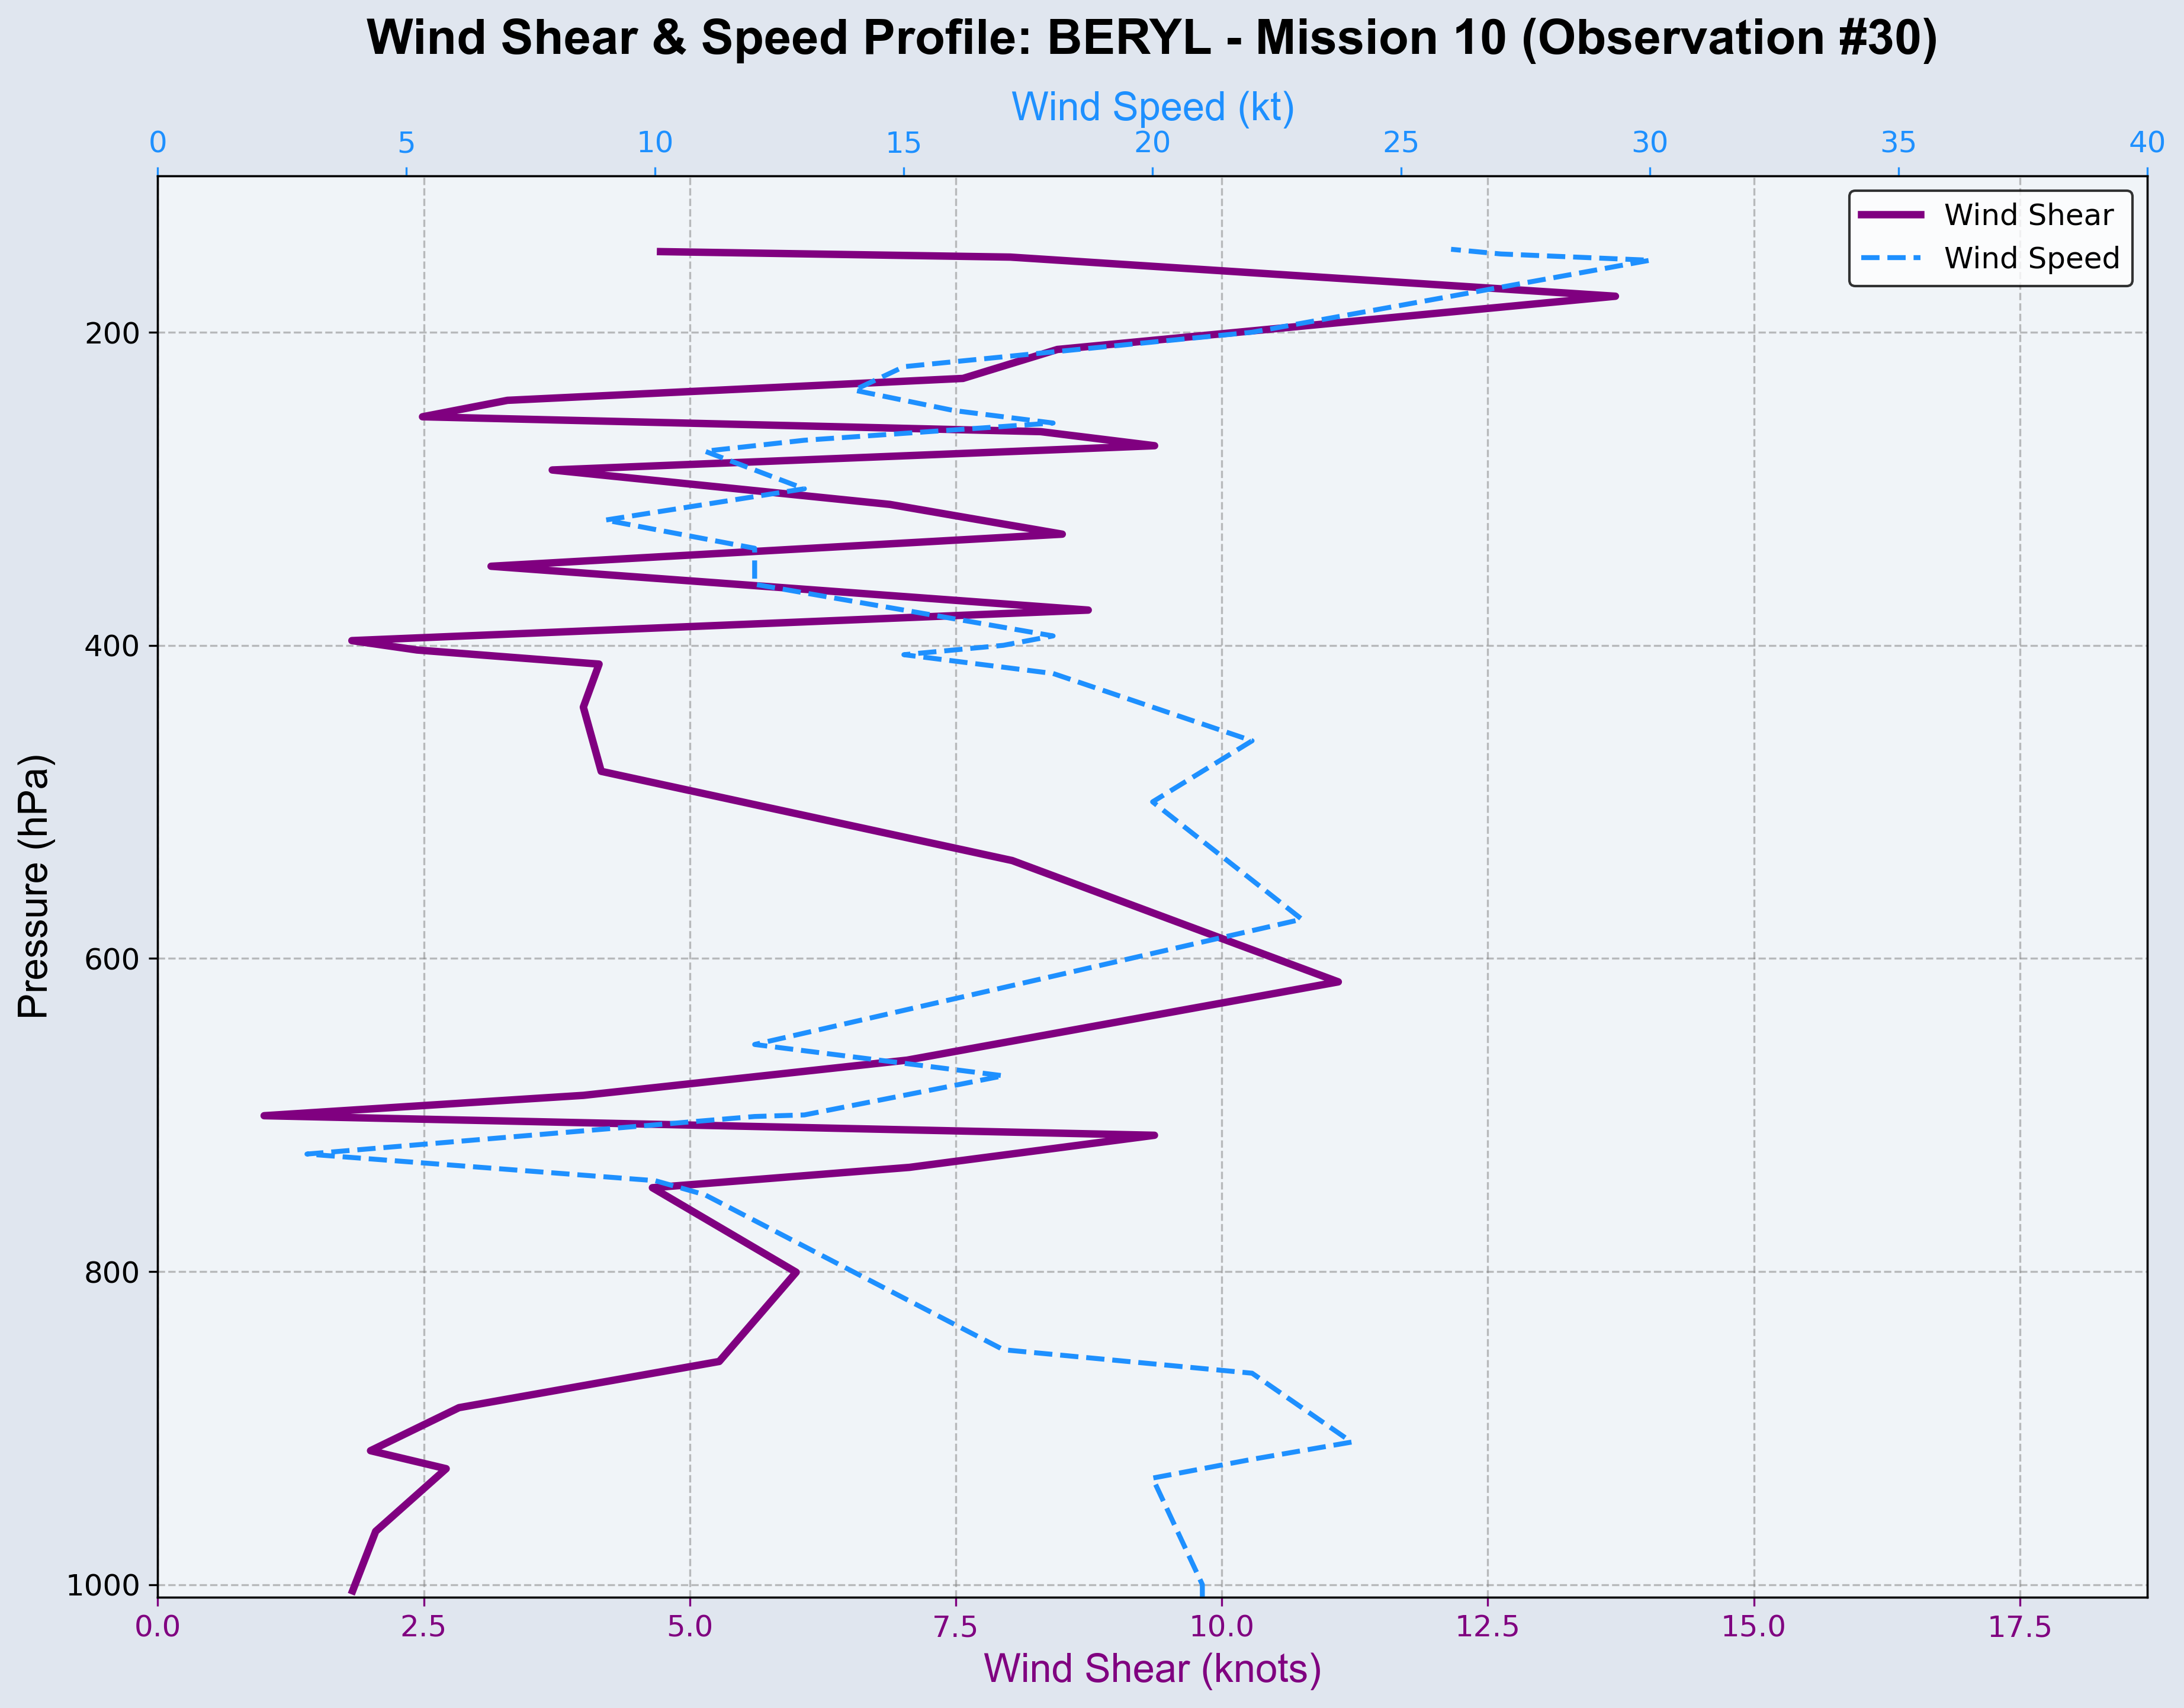 Wind Shear & Speed Profile: BERYL - Mission 10 (Observation #30)
Wind Speed (kt)
0 5 10 15 20 25 30 35 40
Wind Shear
Wind Speed
200
400
600
800
1000
Pressure (hPa)
0.0 2.5 5.0 7.5 10.0 12.5 15.0 17.5
Wind Shear (knots)